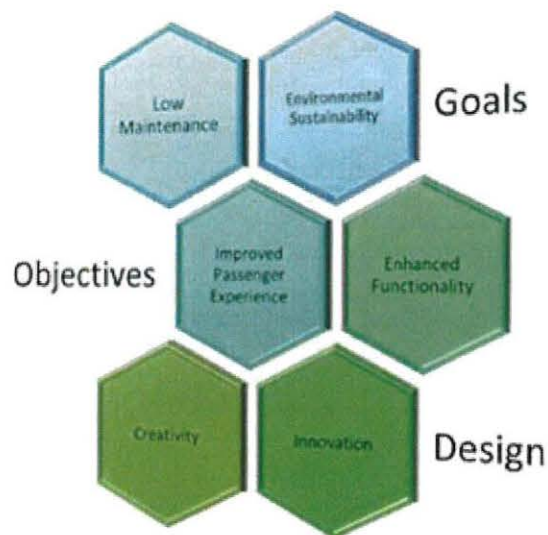 Low
Maintenance
Environmental
Sustainability
Goals
Objectives
Improved
Passenger
Experience
Enhanced
Functionality
Creativity
Innovation
Design